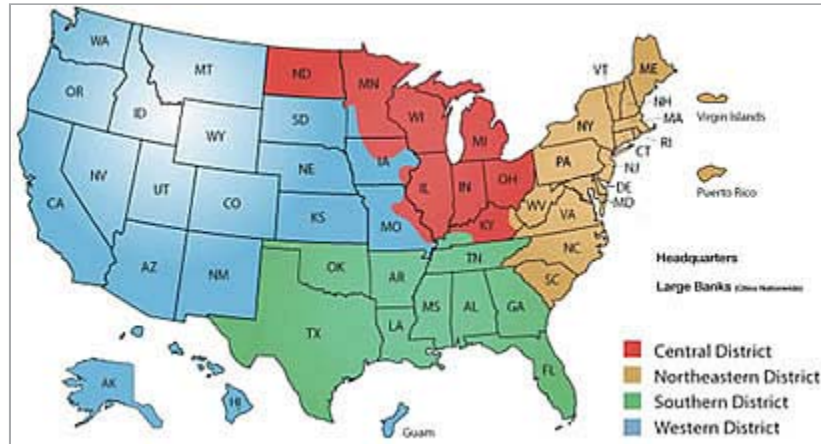 WA
MT
ND
MN
VT
ME
OR
ID
SD
WI
MI
NY
NH
MA
Virgin Islands
WY
RI
CT
NV
NE
IA
PA
NJ
CA
UT
CO
IL
IN
OH
DE
MD
Puerto Rico
KS
MO
WV
VA
KY
AZ
NM
OK
AR
TN
NC
SC
Headquarters
Large Banks
TX
LA
MS
AL
GA
FL
Central District
Northeastern District
Southern District
Western District
AK
HI
Guam